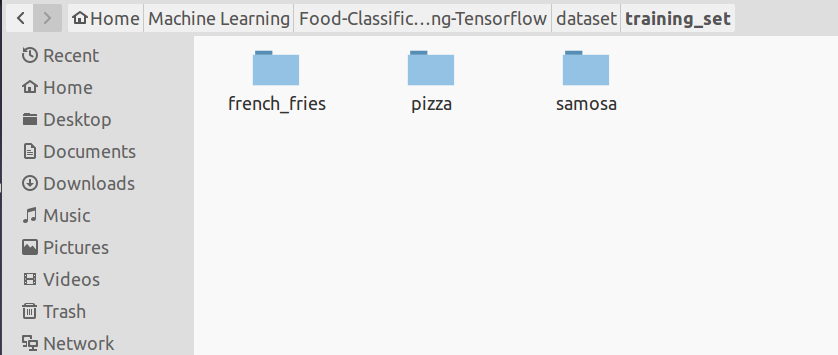 Home Machine Learning Food-Classific...ng-Tensorflow dataset training_set
Recent
Home
Desktop
Documents
Downloads
Music
Pictures
Videos
Trash
Network
french_fries pizza samosa